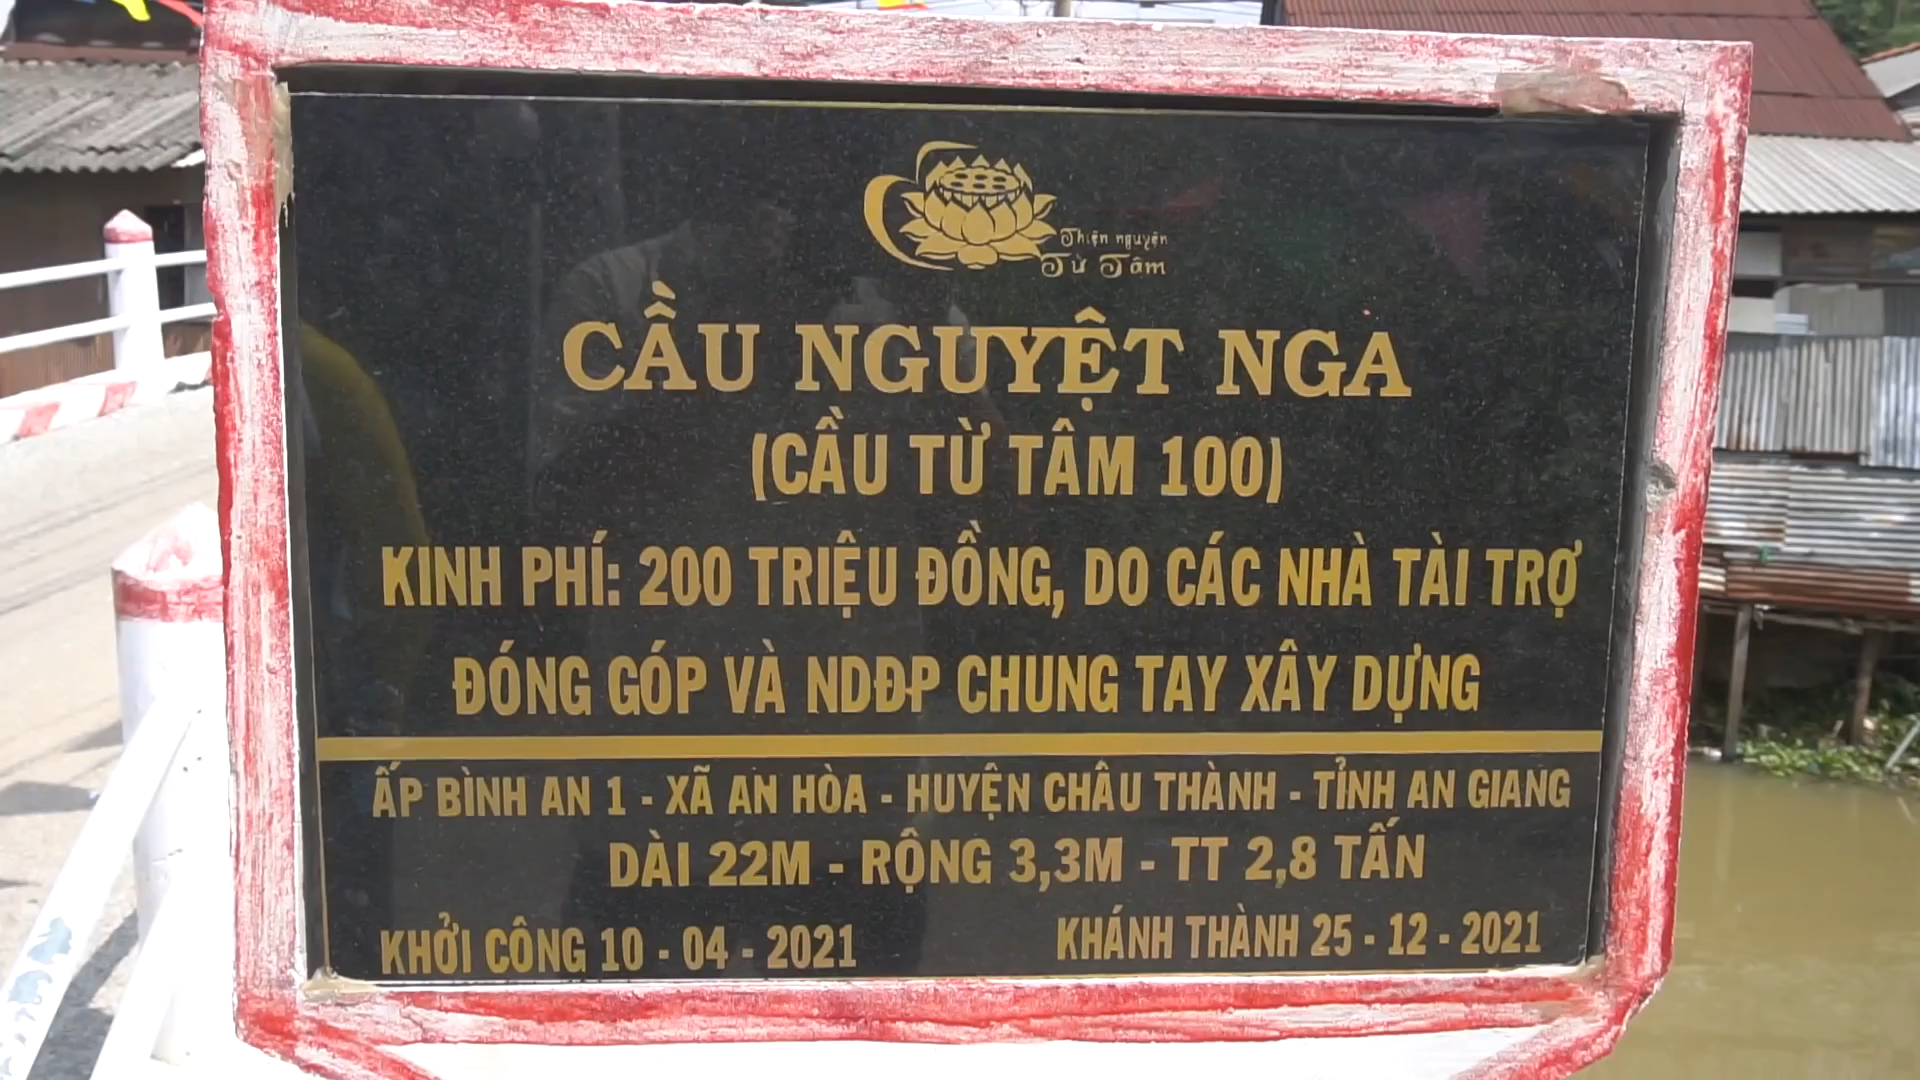 Thiện nguyện
Từ Tâm
CẦU NGUYỆT NGA
(CẦU TỪ TÂM 100)
KINH PHÍ: 200 TRIỆU ĐỒNG, DO CÁC NHÀ TÀI TRỢ
ĐÓNG GÓP VÀ NDĐP CHUNG TAY XÂY DỰNG
ẤP BÌNH AN 1 - XÃ AN HÒA - HUYỆN CHÂU THÀNH - TỈNH AN GIANG
DÀI 22M - RỘNG 3,3M - TT 2,8 TẤN
KHỞI CÔNG 10 - 04 - 2021 KHÁNH THÀNH 25 - 12 - 2021